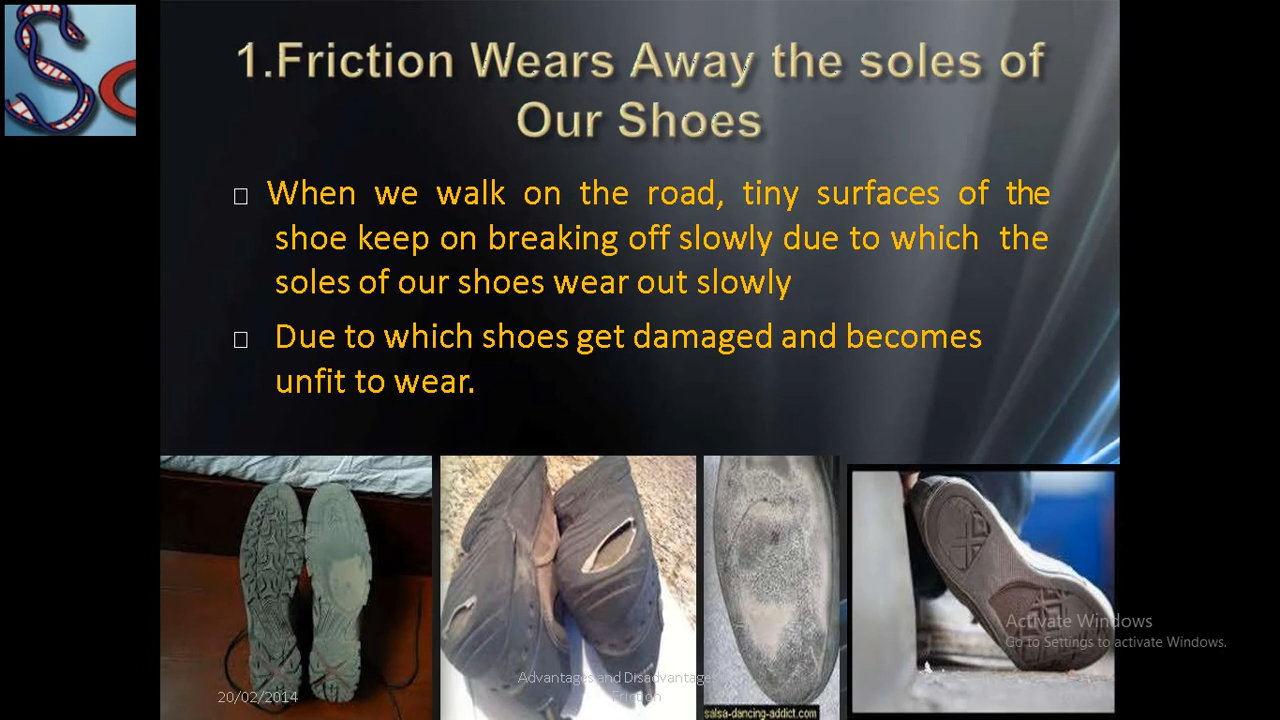 Sc
1.Friction Wears Away the soles of
Our Shoes
When we walk on the road, tiny surfaces of the
shoe keep on breaking off slowly due to which the
soles of our shoes wear out slowly
Due to which shoes get damaged and becomes
unfit to wear.
Activate Windows
Go to Settings to activate Windows.
Advantages and Disadvantages
20/02/2014
Friction
salsa-dancing-addict.com